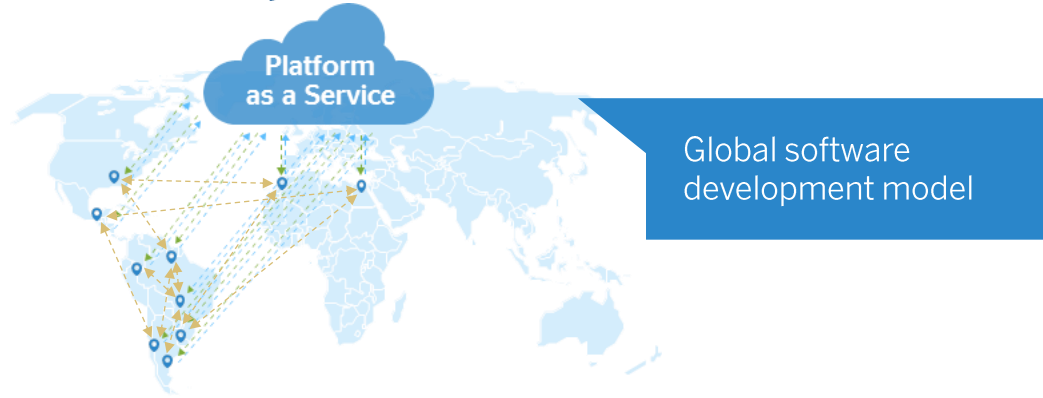 Platform
as a Service
Global software
development model